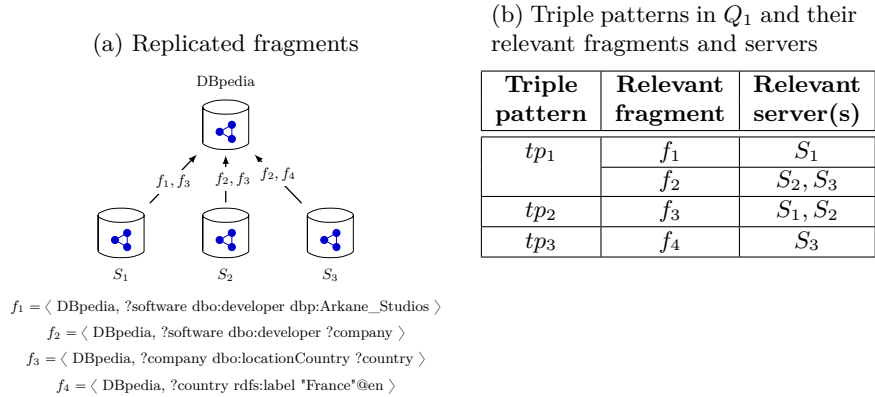 (a) Replicated fragments
DBpedia
f₁, f₃
f₂, f₃
f₂, f₄
S₁
S₂
S₃
f₁ = ⟨ DBpedia, ?software dbo:developer dbp:Arkane_Studios ⟩
f₂ = ⟨ DBpedia, ?software dbo:developer ?company ⟩
f₃ = ⟨ DBpedia, ?company dbo:locationCountry ?country ⟩
f₄ = ⟨ DBpedia, ?country rdfs:label "France"@en ⟩
(b) Triple patterns in Q₁ and their
relevant fragments and servers
Triple Relevant Relevant
pattern fragment server(s)
tp₁ f₁ S₁
f₂ S₂, S₃
tp₂ f₃ S₁, S₂
tp₃ f₄ S₃